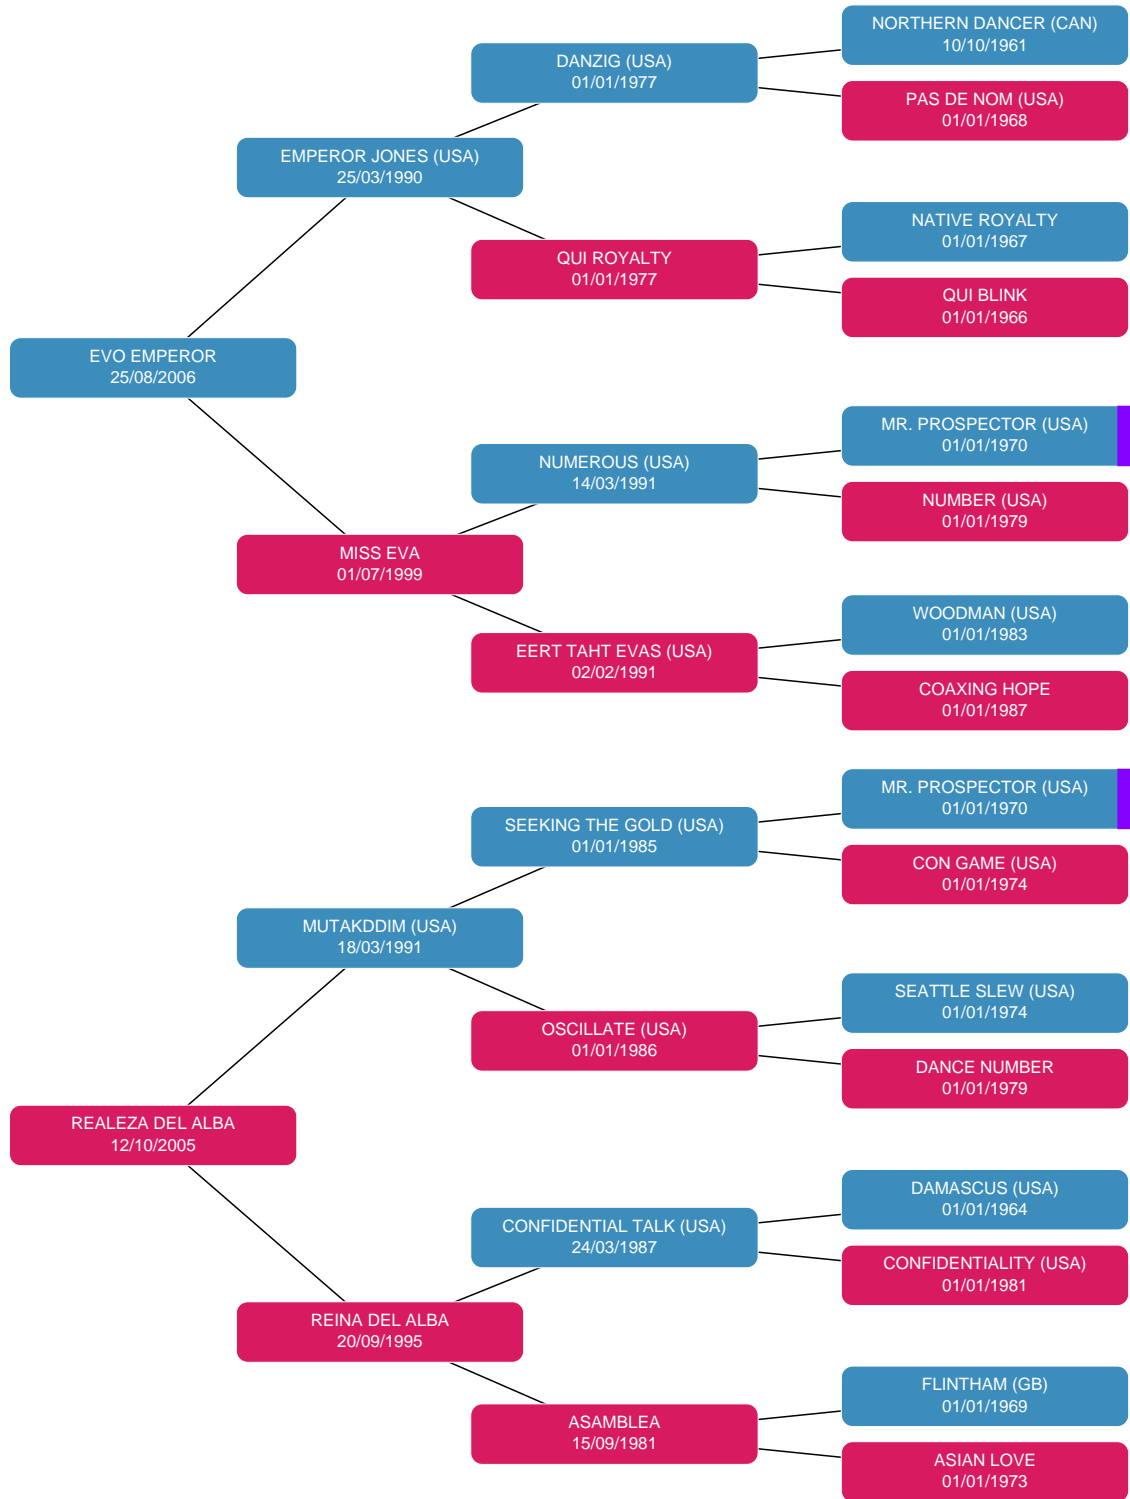 NORTHERN DANCER (CAN)
10/10/1961
DANZIG (USA)
01/01/1977
PAS DE NOM (USA)
01/01/1968
EMPEROR JONES (USA)
25/03/1990
NATIVE ROYALTY
01/01/1967
QUI ROYALTY
01/01/1977
QUI BLINK
01/01/1966
EVO EMPEROR
25/08/2006
MR. PROSPECTOR (USA)
01/01/1970
NUMEROUS (USA)
14/03/1991
NUMBER (USA)
01/01/1979
MISS EVA
01/07/1999
WOODMAN (USA)
01/01/1983
EERT TAHT EVAS (USA)
02/02/1991
COAXING HOPE
01/01/1987
MR. PROSPECTOR (USA)
01/01/1970
SEEKING THE GOLD (USA)
01/01/1985
CON GAME (USA)
01/01/1974
MUTAKDDIM (USA)
18/03/1991
SEATTLE SLEW (USA)
01/01/1974
OSCILLATE (USA)
01/01/1986
DANCE NUMBER
01/01/1979
REALEZA DEL ALBA
12/10/2005
DAMASCUS (USA)
01/01/1964
CONFIDENTIAL TALK (USA)
24/03/1987
CONFIDENTIALITY (USA)
01/01/1981
REINA DEL ALBA
20/09/1995
FLINTHAM (GB)
01/01/1969
ASAMBLEA
15/09/1981
ASIAN LOVE
01/01/1973